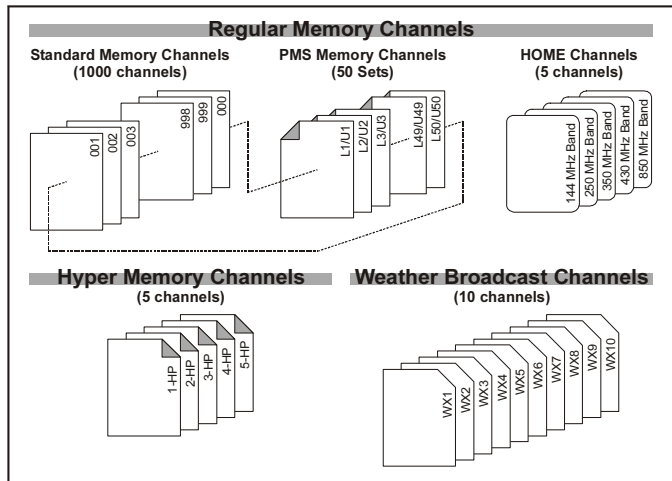 Regular Memory Channels
Standard Memory Channels
(1000 channels)
001
002
003
998
999
000
PMS Memory Channels
(50 Sets)
L1/U1
L2/U2
L3/U3
L49/U49
L50/U50
HOME Channels
(5 channels)
144 MHz Band
250 MHz Band
350 MHz Band
430 MHz Band
850 MHz Band
Hyper Memory Channels
(5 channels)
1-HP
2-HP
3-HP
4-HP
5-HP
Weather Broadcast Channels
(10 channels)
WX1
WX2
WX3
WX4
WX5
WX6
WX7
WX8
WX9
WX10